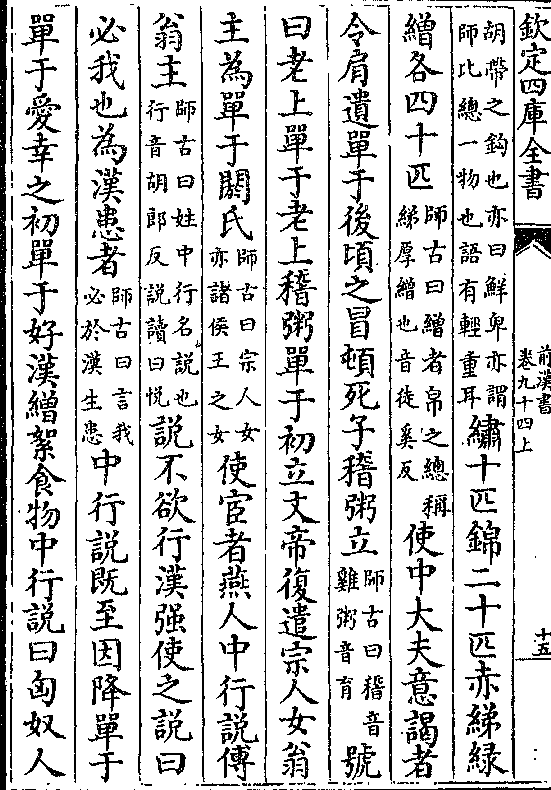 欽定四庫全書
前漢書
卷九十四上
十五
胡帶之鈎也亦曰鮮卑亦謂
師比總一物也語有輕重耳
繡十匹錦二十匹赤綈緑
繒各四十匹
師古曰繒者帛之總稱
綈厚繒也音徒奚反
使中大夫意謁者
令肩遺單于後頃之冒頓死子稽粥立
師古曰稽音
雞粥音育
號
曰老上單于老上稽粥單于初立文帝復遣宗人女翁
主為單于閼氏
師古曰宗人女
亦諸侯王之女
使宦者燕人中行説傅
翁主
師古曰姓中行名説也
行音胡郎反説讀曰悦
説不欲行漢强使之説曰
必我也為漢患者
師古曰言我
必於漢生患
中行説既至因降單于
單于愛幸之初單于好漢繒絮食物中行説曰匈奴人